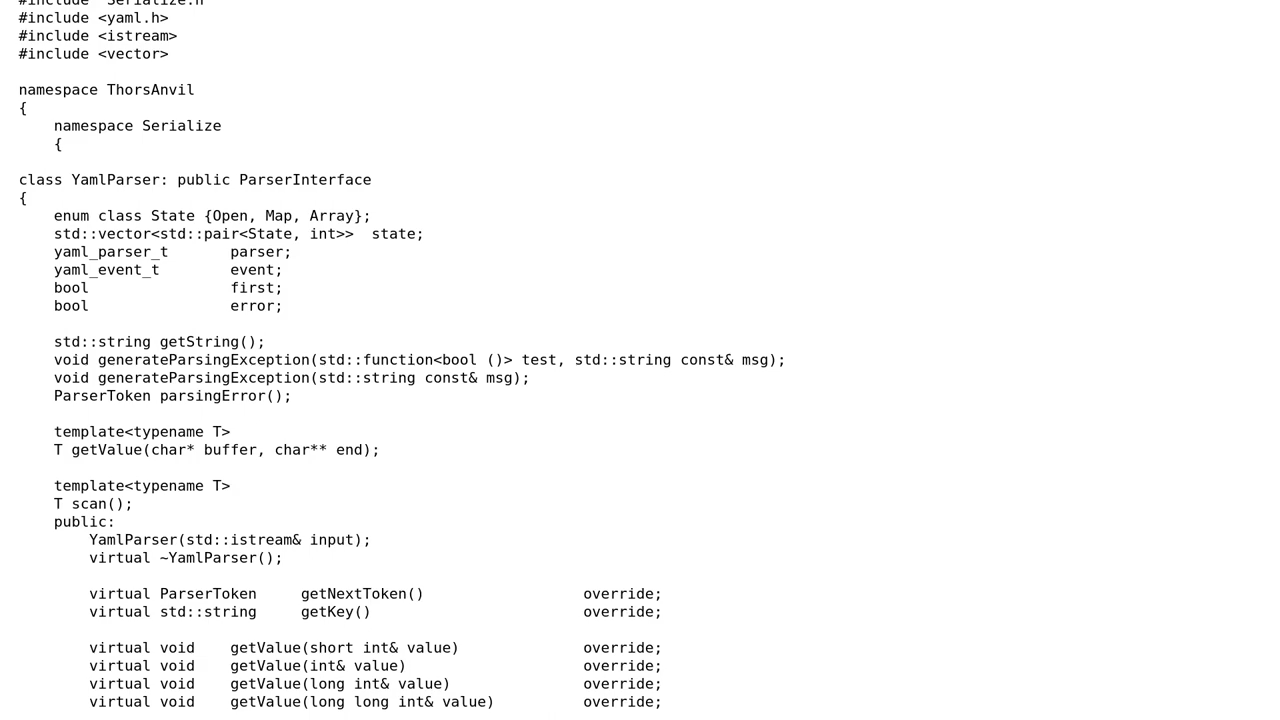 #include "Serialize.h"
#include <yaml.h>
#include <istream>
#include <vector>

namespace ThorsAnvil
{
    namespace Serialize
    {

class YamlParser: public ParserInterface
{
    enum class State {Open, Map, Array};
    std::vector<std::pair<State, int>>  state;
    yaml_parser_t       parser;
    yaml_event_t        event;
    bool                first;
    bool                error;

    std::string getString();
    void generateParsingException(std::function<bool ()> test, std::string const& msg);
    void generateParsingException(std::string const& msg);
    ParserToken parsingError();

    template<typename T>
    T getValue(char* buffer, char** end);

    template<typename T>
    T scan();
    public:
        YamlParser(std::istream& input);
        virtual ~YamlParser();

        virtual ParserToken     getNextToken()                  override;
        virtual std::string     getKey()                        override;

        virtual void    getValue(short int& value)              override;
        virtual void    getValue(int& value)                    override;
        virtual void    getValue(long int& value)               override;
        virtual void    getValue(long long int& value)          override;